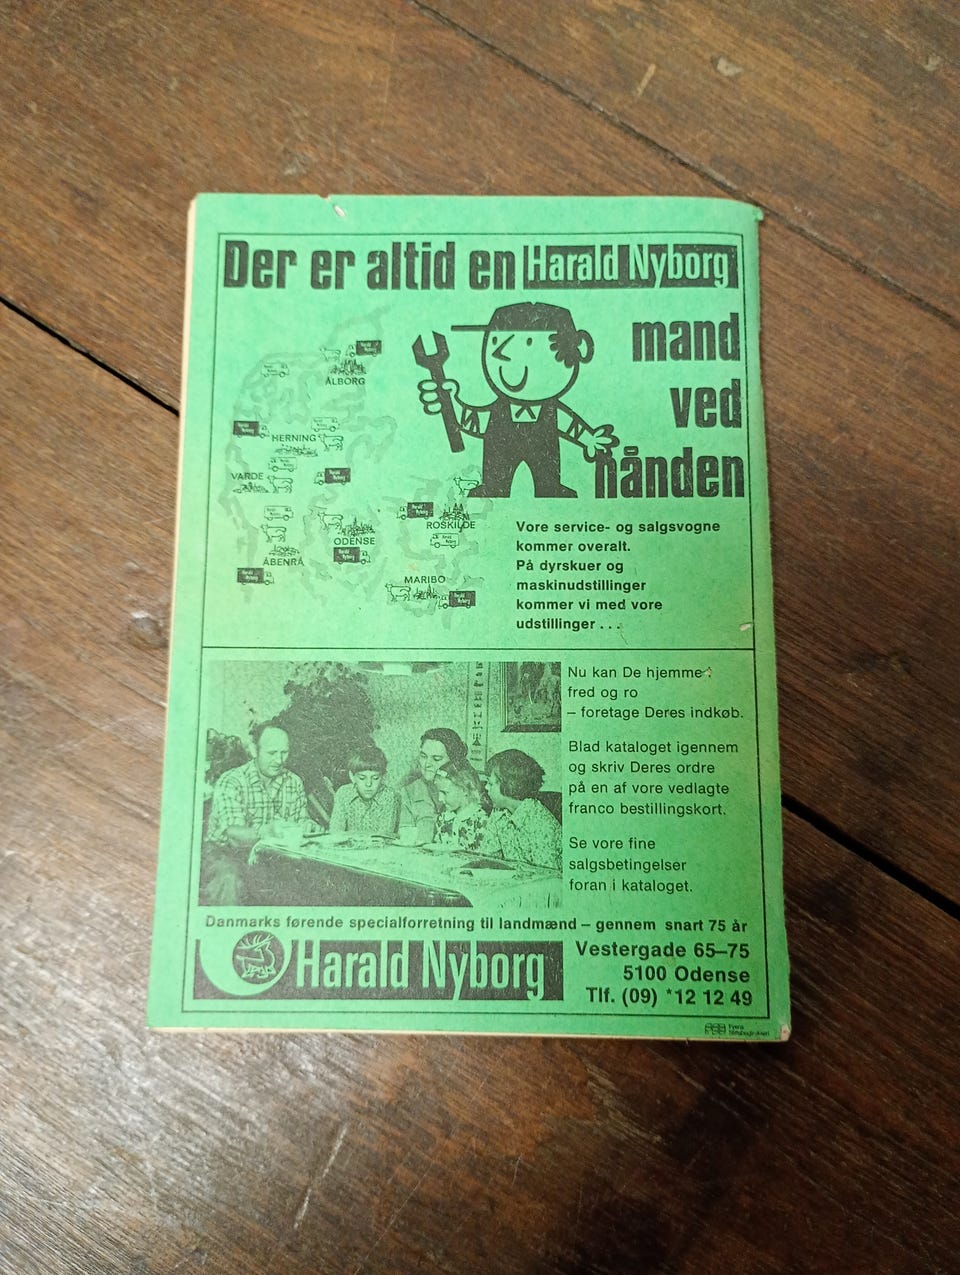 Der er altid en Harald Nyborg
mand
ved
hånden
ÅLBORG
HERNING
VARDE
ROSKILDE
ODENSE
ÅBENRÅ
MARIBO
Vore service- og salgsvogne
kommer overalt.
På dyrskuer og
maskinudstillinger
kommer vi med vore
udstillinger . . .
Nu kan De hjemme i
fred og ro
– foretage Deres indkøb.
Blad kataloget igennem
og skriv Deres ordre
på en af vore vedlagte
franco bestillingskort.
Se vore fine
salgsbetingelser
foran i kataloget.
Danmarks førende specialforretning til landmænd – gennem snart 75 år
Harald Nyborg
Vestergade 65–75
5100 Odense
Tlf. (09) *12 12 49
Fyens